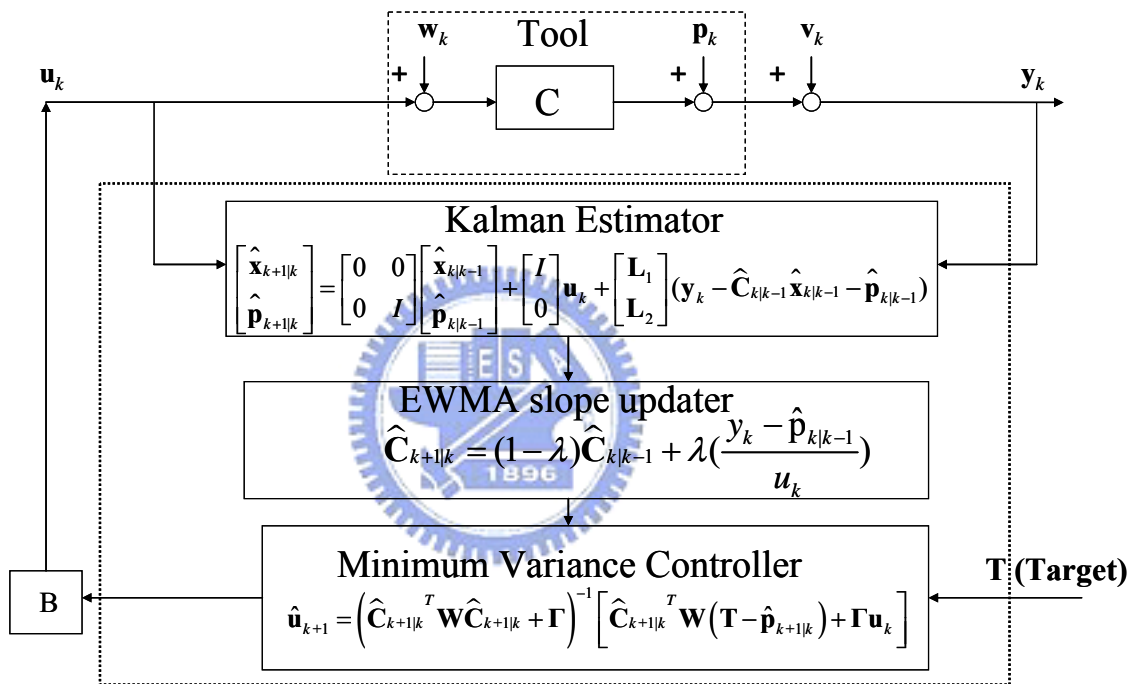 Tool
w_k
p_k
v_k
u_k
+
+
+
y_k
C
Kalman Estimator
[x̂_{k+1|k} ; p̂_{k+1|k}] = [0 0 ; 0 I] [x̂_{k|k-1} ; p̂_{k|k-1}] + [I ; 0] u_k + [L_1 ; L_2] (y_k - Ĉ_{k|k-1} x̂_{k|k-1} - p̂_{k|k-1})
E S A
EWMA slope updater
Ĉ_{k+1|k} = (1-λ) Ĉ_{k|k-1} + λ( (y_k - p̂_{k|k-1}) / u_k )
1896
Minimum Variance Controller
û_{k+1} = (Ĉ_{k+1|k}^T W Ĉ_{k+1|k} + Γ)^{-1} [Ĉ_{k+1|k}^T W (T - p̂_{k+1|k}) + Γ u_k]
T (Target)
B